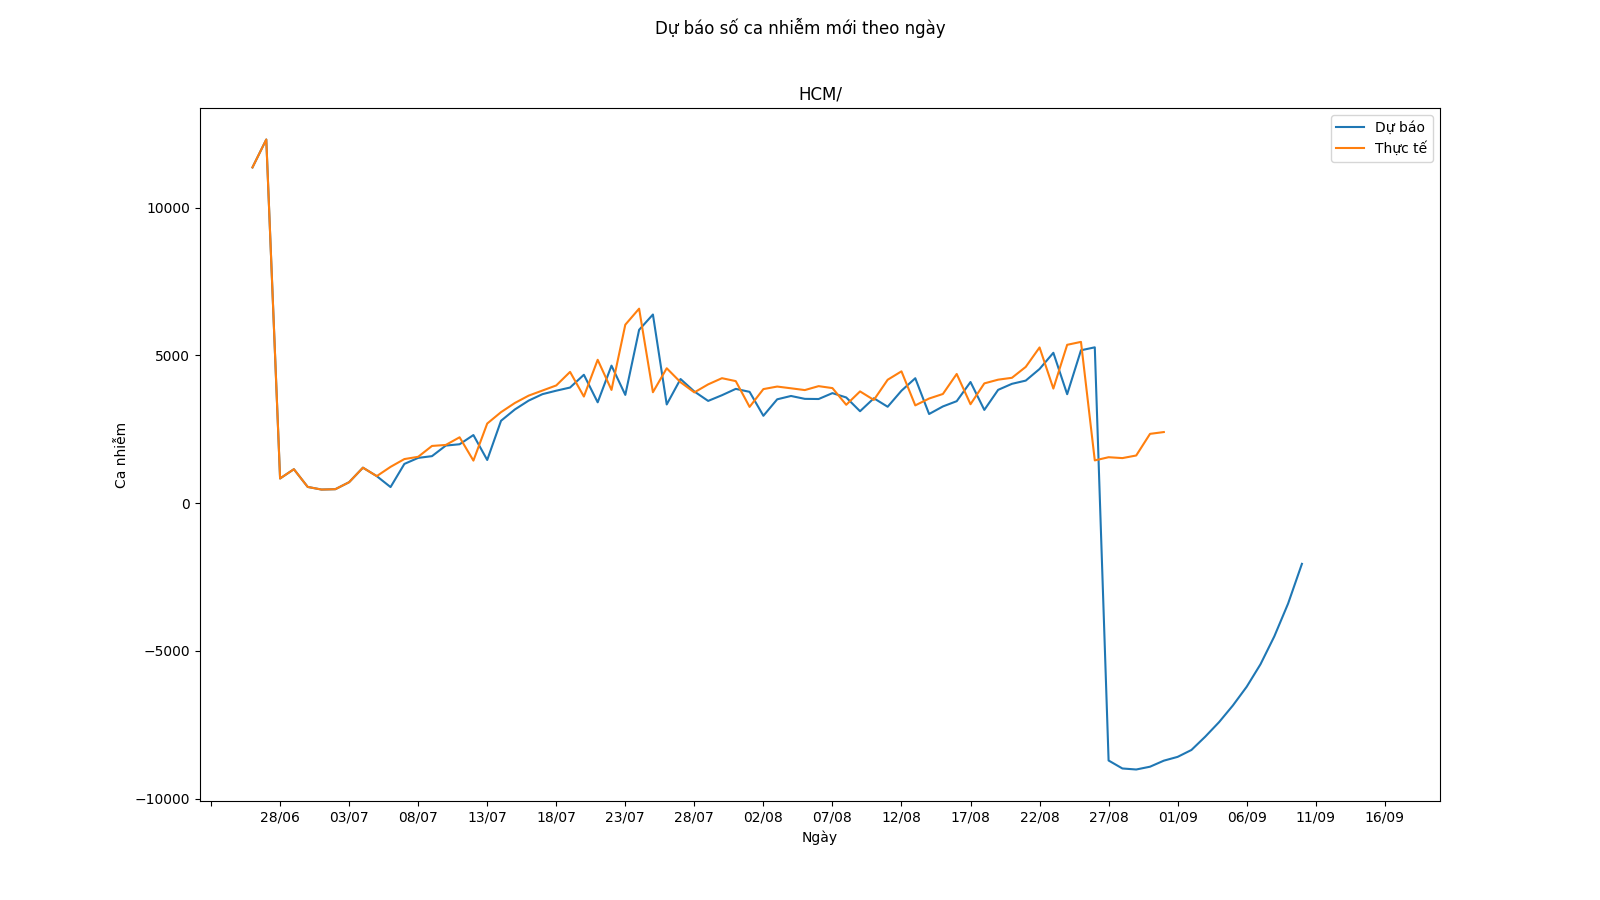 Dự báo số ca nhiễm mới theo ngày
HCM/
Dự báo
Thực tế
10000
5000
0
−5000
−10000
Ca nhiễm
28/06 03/07 08/07 13/07 18/07 23/07 28/07 02/08 07/08 12/08 17/08 22/08 27/08 01/09 06/09 11/09 16/09
Ngày